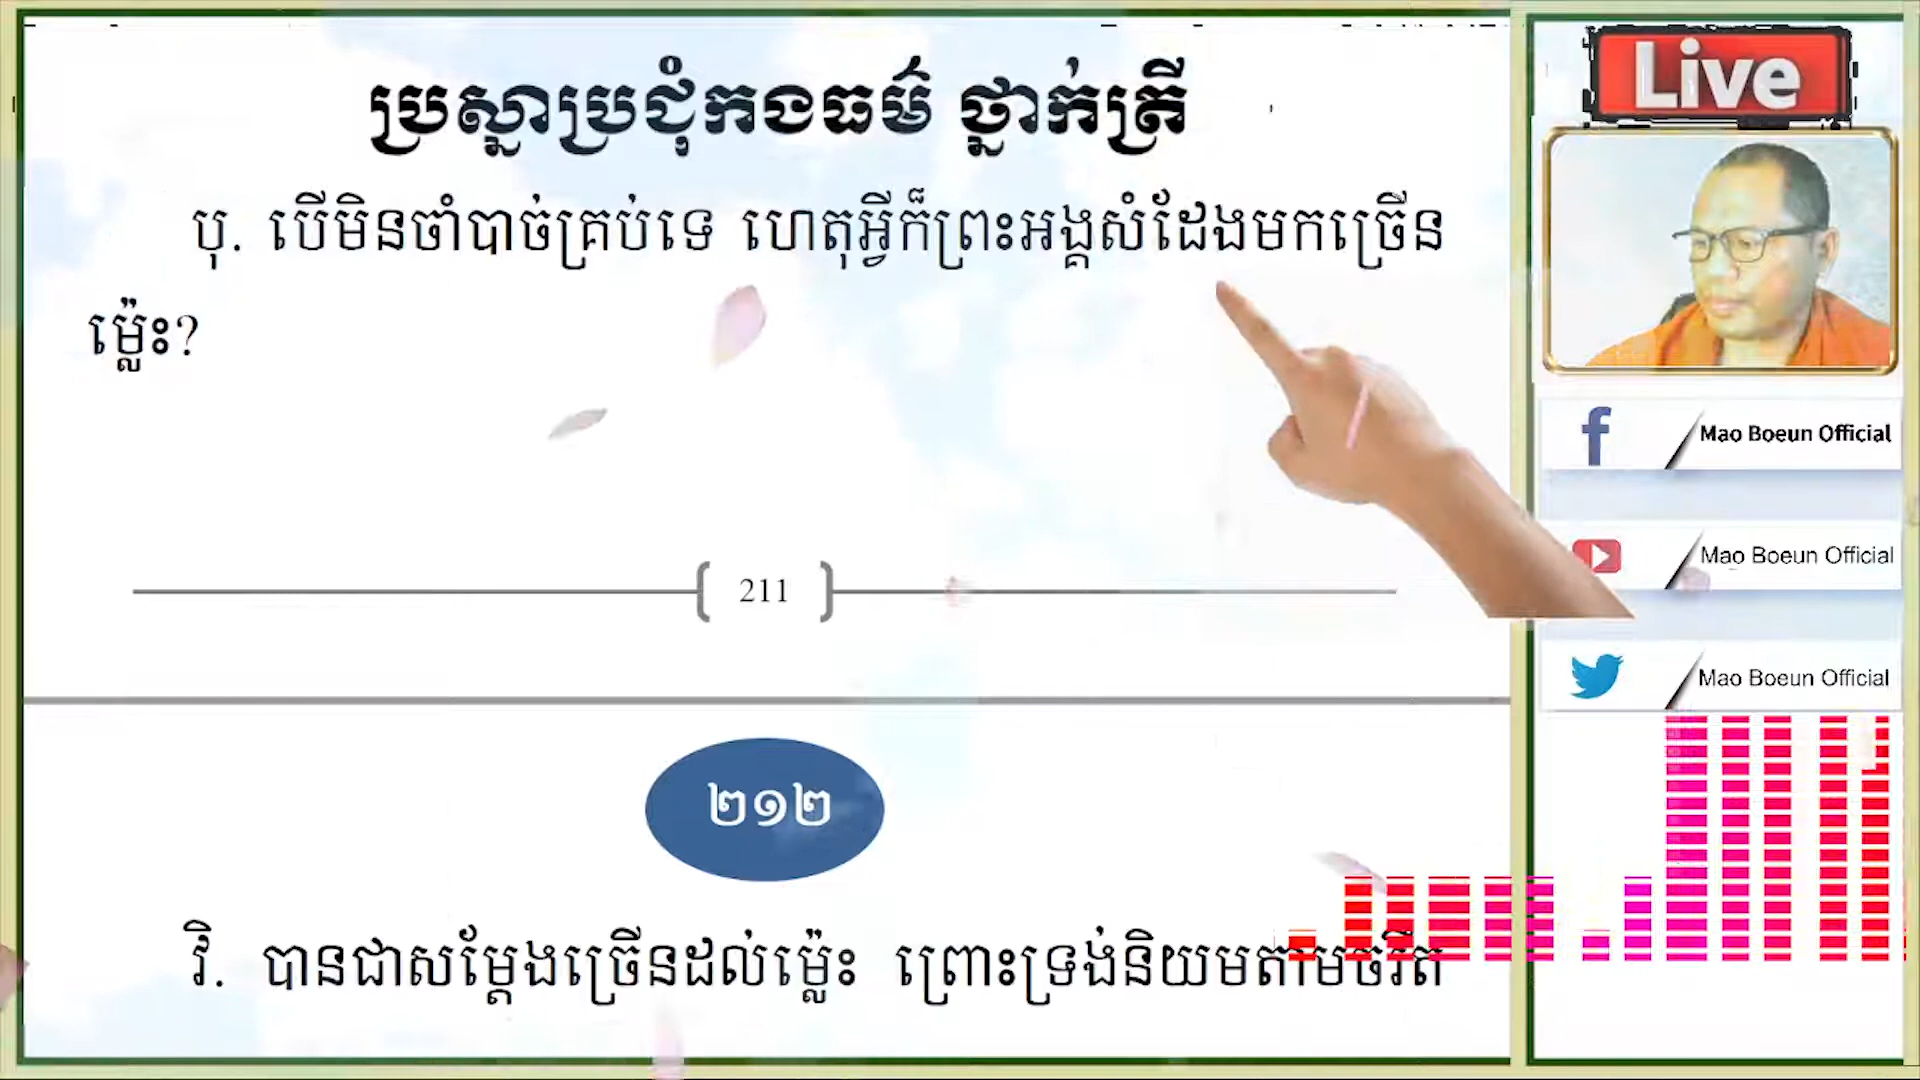 ប្រស្នាប្រជុំកងធម៌ ថ្នាក់ត្រី
បុ. បើមិនចាំបាច់គ្រប់ទេ ហេតុអ្វីក៏ព្រះអង្គសំដែងមកច្រើន
ម៉្លេះ?
211
២១២
វិ. បានជាសម្តែងច្រើនដល់ម៉្លេះ ព្រោះទ្រង់និយមតាមចរិត
Live
Mao Boeun Official
Mao Boeun Official
Mao Boeun Official